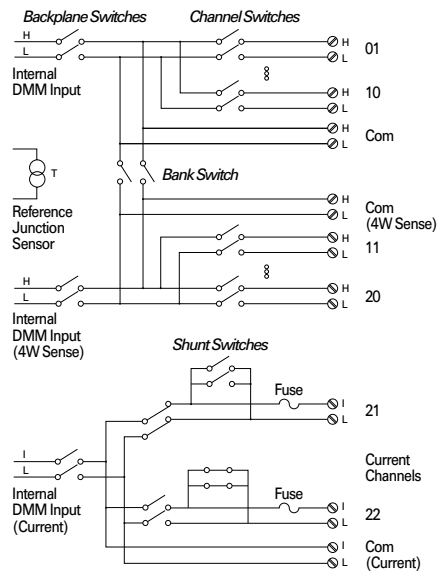 Backplane Switches Channel Switches
H H 01
L L
Internal
DMM Input
H 10
L
H Com
L
T
Bank Switch
Reference
Junction
Sensor
H Com
L (4W Sense)
H 11
L
H H 20
L L
Internal
DMM Input
(4W Sense)
Shunt Switches
Fuse
I 21
L
I
L
Current
Channels
Internal
DMM Input
(Current)
Fuse
I 22
L
I Com
L (Current)